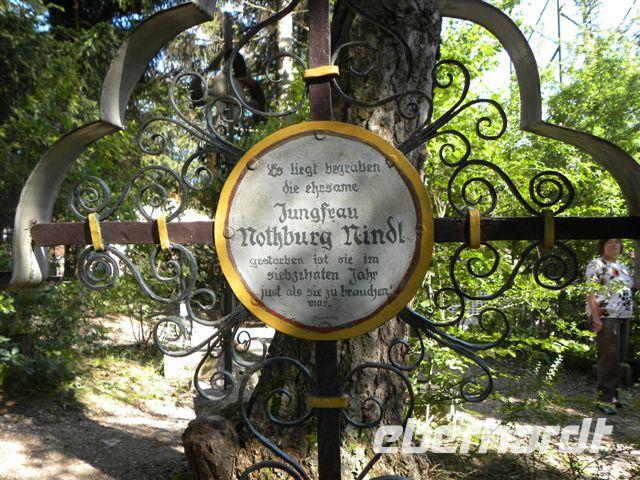 Es liegt begraben
die ehrsame
Jungfrau
Nothburg Nindl
gestorben ist sie im
siebzehnten Jahr
just als sie zu brauchen
war.
eberhardt